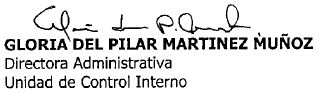 GLORIA DEL PILAR MARTINEZ MUÑOZ
Directora Administrativa
Unidad de Control Interno